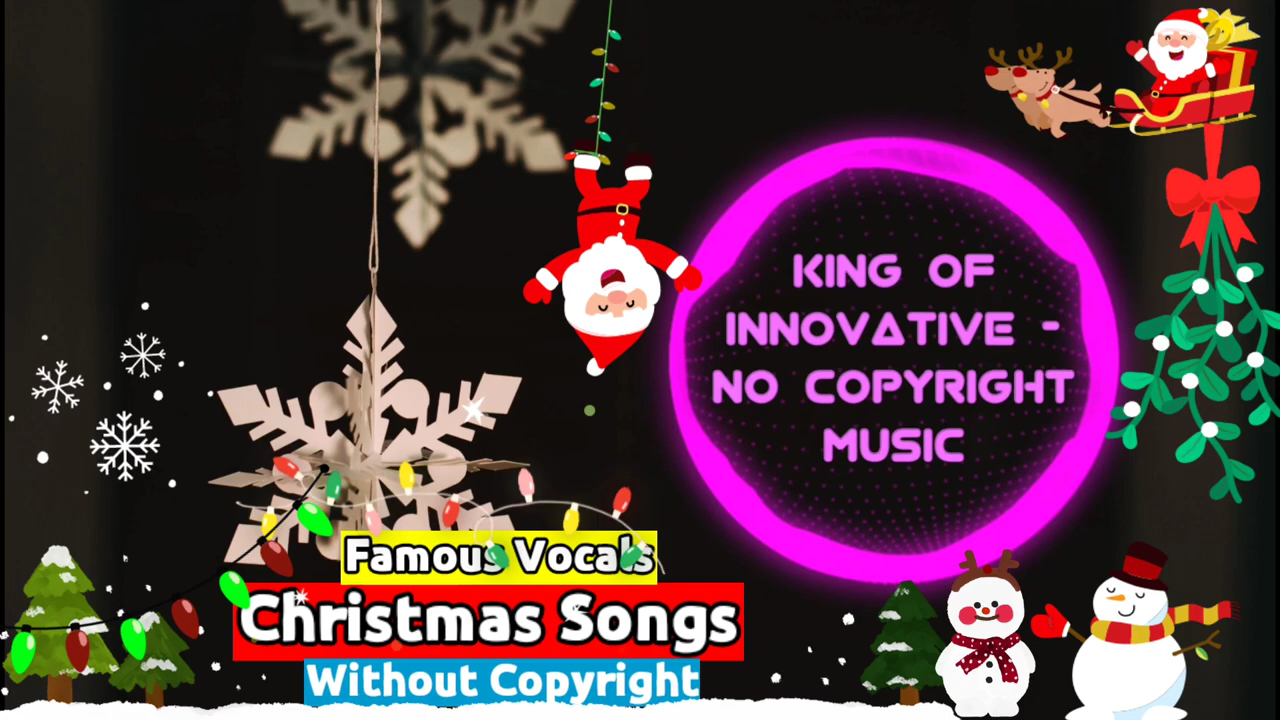 KING OF
INNOVATIVE -
NO COPYRIGHT
MUSIC
Famous Vocals
Christmas Songs
Without Copyright